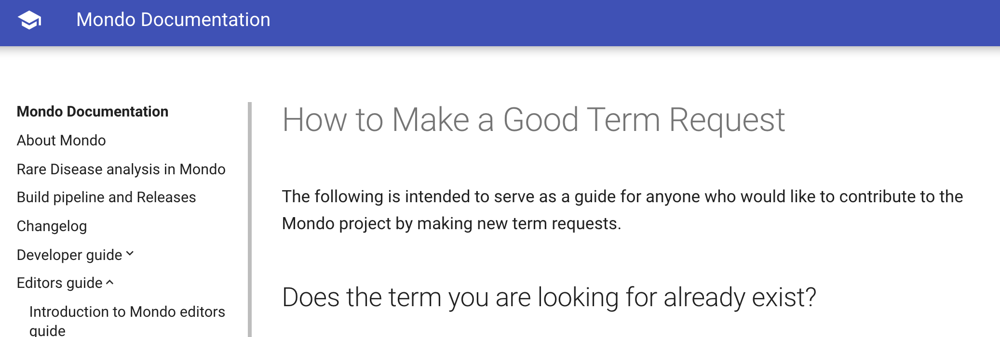 Mondo Documentation
Mondo Documentation
About Mondo
Rare Disease analysis in Mondo
Build pipeline and Releases
Changelog
Developer guide
Editors guide
Introduction to Mondo editors
guide
How to Make a Good Term Request
The following is intended to serve as a guide for anyone who would like to contribute to the
Mondo project by making new term requests.
Does the term you are looking for already exist?